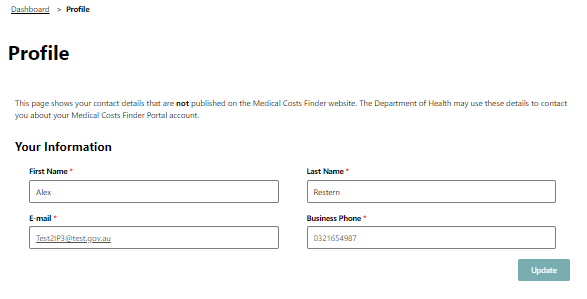 Dashboard > Profile
Profile
This page shows your contact details that are not published on the Medical Costs Finder website. The Department of Health may use these details to contact
you about your Medical Costs Finder Portal account.
Your Information
First Name * Last Name *
Alex Restern
E-mail * Business Phone *
Test2IP3@test.gov.au 0321654987
Update